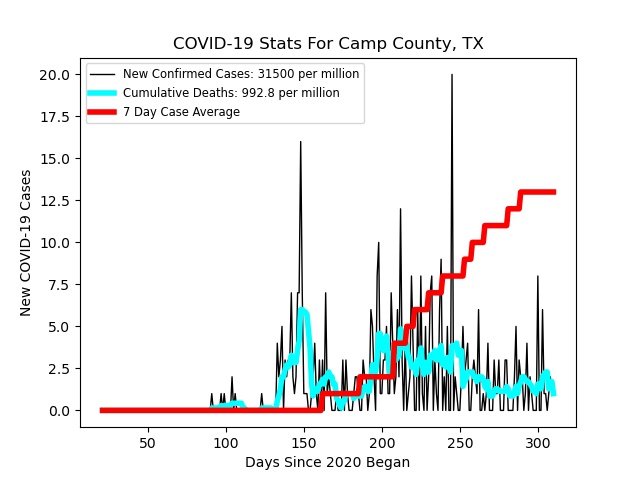 COVID-19 Stats For Camp County, TX
New Confirmed Cases: 31500 per million
Cumulative Deaths: 992.8 per million
7 Day Case Average
New COVID-19 Cases
20.0
17.5
15.0
12.5
10.0
7.5
5.0
2.5
0.0
50 100 150 200 250 300
Days Since 2020 Began